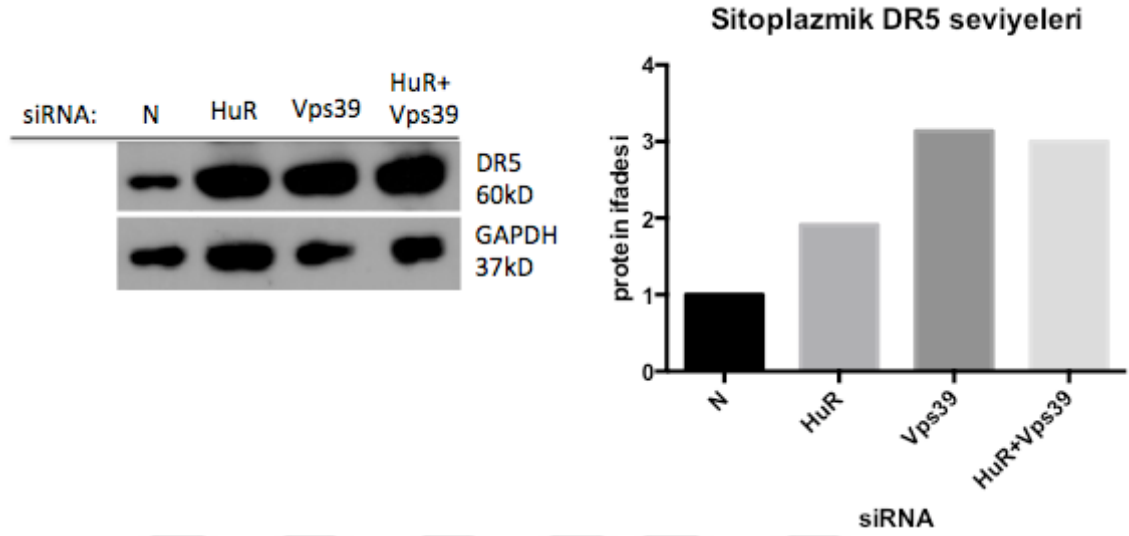 siRNA: N HuR Vps39 HuR+
Vps39
DR5
60kD
GAPDH
37kD
Sitoplazmik DR5 seviyeleri
protein ifadesi
4
3
2
1
0
N
HuR
Vps39
HuR+Vps39
siRNA